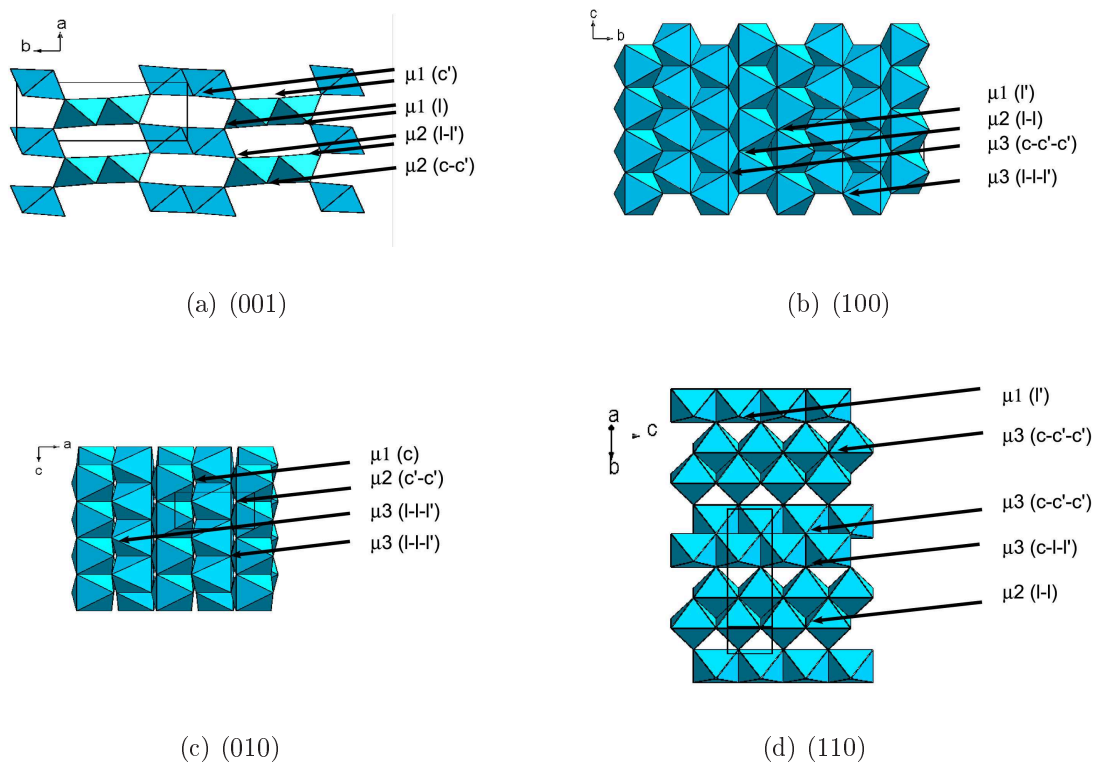 a
b
μ1 (c')
μ1 (l)
μ2 (l-l')
μ2 (c-c')
(a) (001)
c
b
μ1 (l')
μ2 (l-l)
μ3 (c-c'-c')
μ3 (l-l-l')
(b) (100)
a
c
μ1 (c)
μ2 (c'-c')
μ3 (l-l-l')
μ3 (l-l-l')
(c) (010)
a
c
b
μ1 (l')
μ3 (c-c'-c')
μ3 (c-c'-c')
μ3 (c-l-l')
μ2 (l-l)
(d) (110)